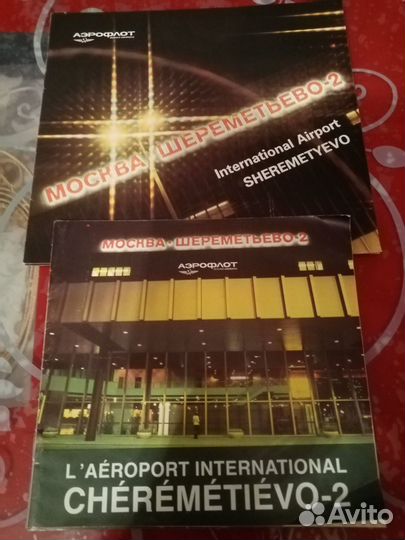 АЭРОФЛОТ
МОСКВА · ШЕРЕМЕТЬЕВО-2
International Airport
SHEREMETYEVO
МОСКВА · ШЕРЕМЕТЬЕВО-2
АЭРОФЛОТ
L'AÉROPORT INTERNATIONAL
CHÉRÉMÉTIÉVO-2
Avito